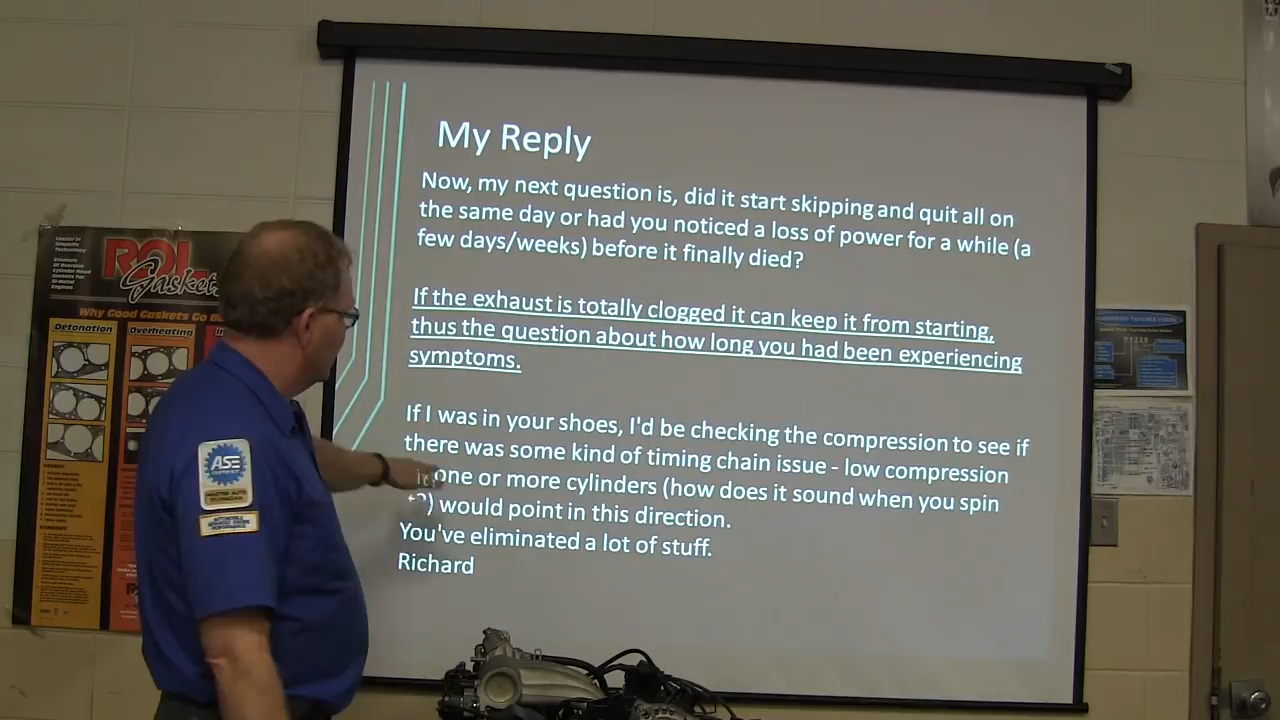 My Reply
Now, my next question is, did it start skipping and quit all on
the same day or had you noticed a loss of power for a while (a
few days/weeks) before it finally died?
If the exhaust is totally clogged it can keep it from starting,
thus the question about how long you had been experiencing
symptoms.
If I was in your shoes, I'd be checking the compression to see if
there was some kind of timing chain issue - low compression
one or more cylinders (how does it sound when you spin
) would point in this direction.
You've eliminated a lot of stuff.
Richard
ROL
Gaskets
Why Good Gaskets Go
Detonation
Overheating
ASE